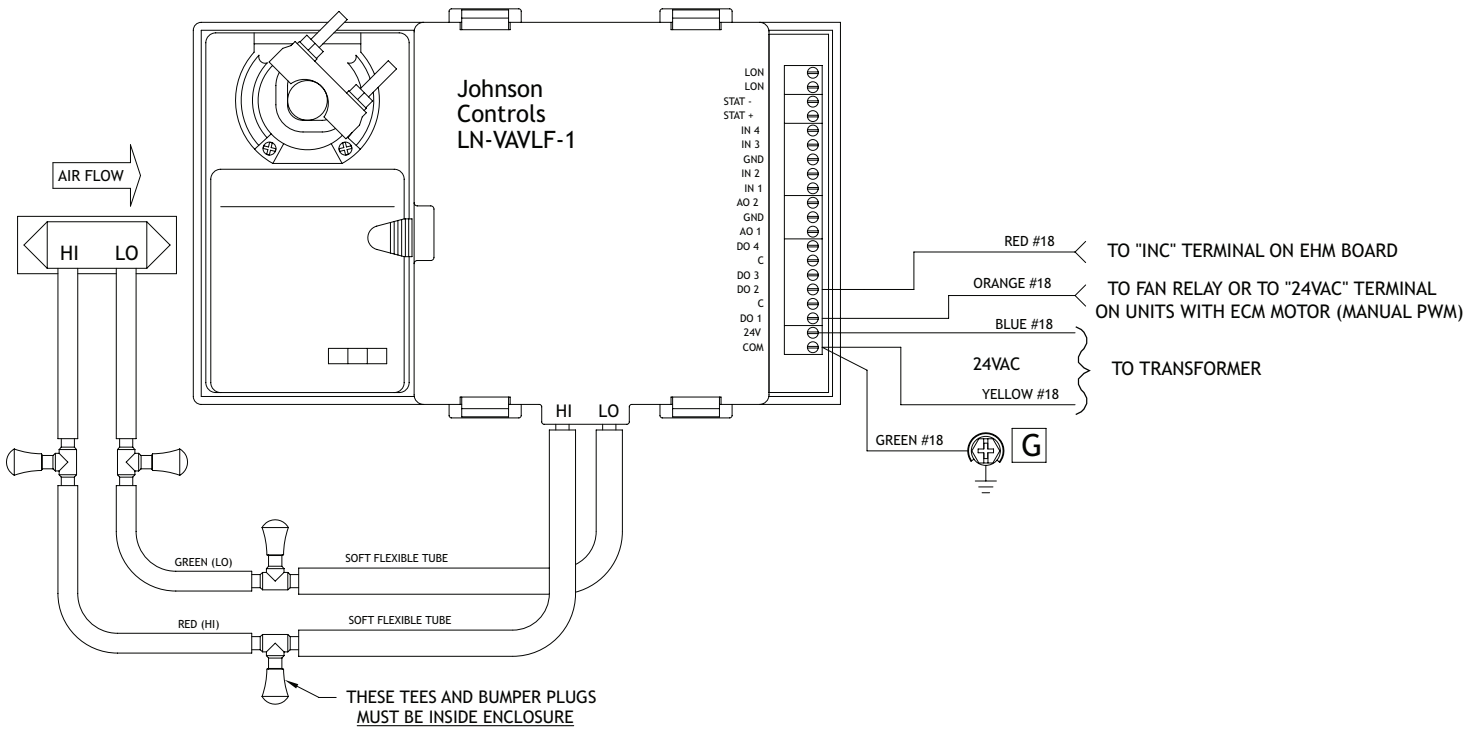 Johnson
Controls
LN-VAVLF-1
LON
LON
STAT -
STAT +
IN 4
IN 3
GND
IN 2
IN 1
AO 2
GND
AO 1
DO 4
C
DO 3
DO 2
C
DO 1
24V
COM
AIR FLOW
HI LO
RED #18
TO "INC" TERMINAL ON EHM BOARD
ORANGE #18
TO FAN RELAY OR TO "24VAC" TERMINAL
ON UNITS WITH ECM MOTOR (MANUAL PWM)
BLUE #18
24VAC
TO TRANSFORMER
YELLOW #18
GREEN #18
G
HI LO
GREEN (LO)
SOFT FLEXIBLE TUBE
RED (HI)
SOFT FLEXIBLE TUBE
THESE TEES AND BUMPER PLUGS
MUST BE INSIDE ENCLOSURE